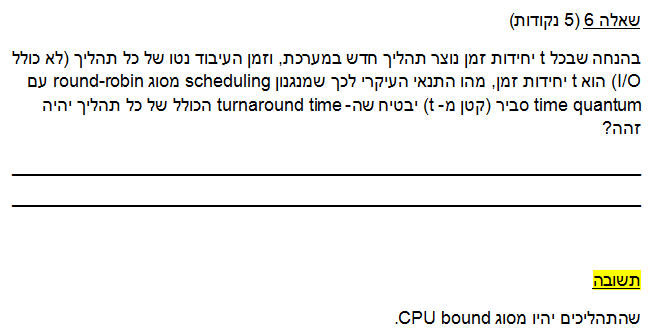 שאלה 6 (5 נקודות)
בהנחה שבכל t יחידות זמן נוצר תהליך חדש במערכת, וזמן העיבוד נטו של כל תהליך (לא כולל
I/O) הוא t יחידות זמן, מהו התנאי העיקרי לכך שמנגנון scheduling מסוג round-robin עם
time quantum סביר (קטן מ- t) יבטיח שה- turnaround time הכולל של כל תהליך יהיה
זהה?
תשובה
שהתהליכים יהיו מסוג CPU bound.